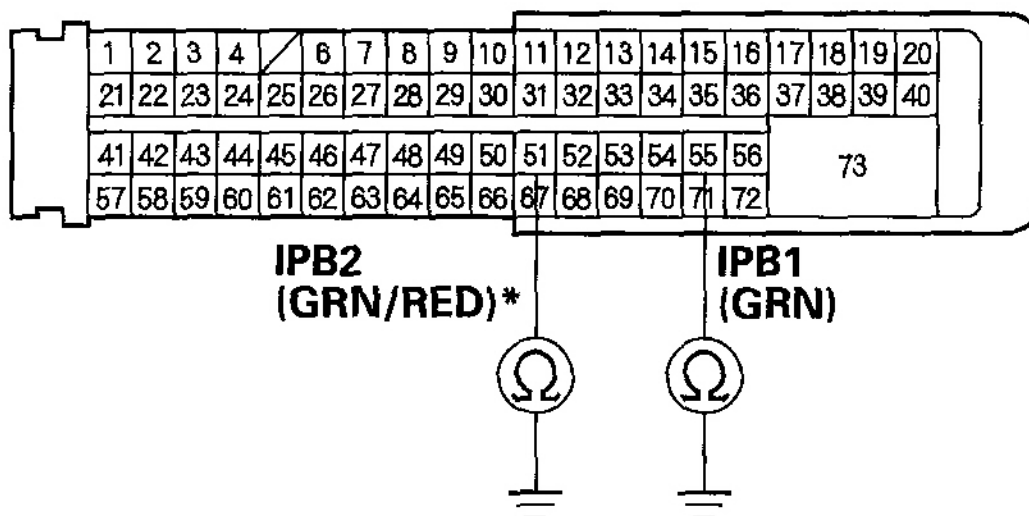 1 2 3 4 6 7 8 9 10 11 12 13 14 15 16 17 18 19 20
21 22 23 24 25 26 27 28 29 30 31 32 33 34 35 36 37 38 39 40
41 42 43 44 45 46 47 48 49 50 51 52 53 54 55 56 73
57 58 59 60 61 62 63 64 65 66 67 68 69 70 71 72
IPB2 IPB1
(GRN/RED)* (GRN)
Ω Ω